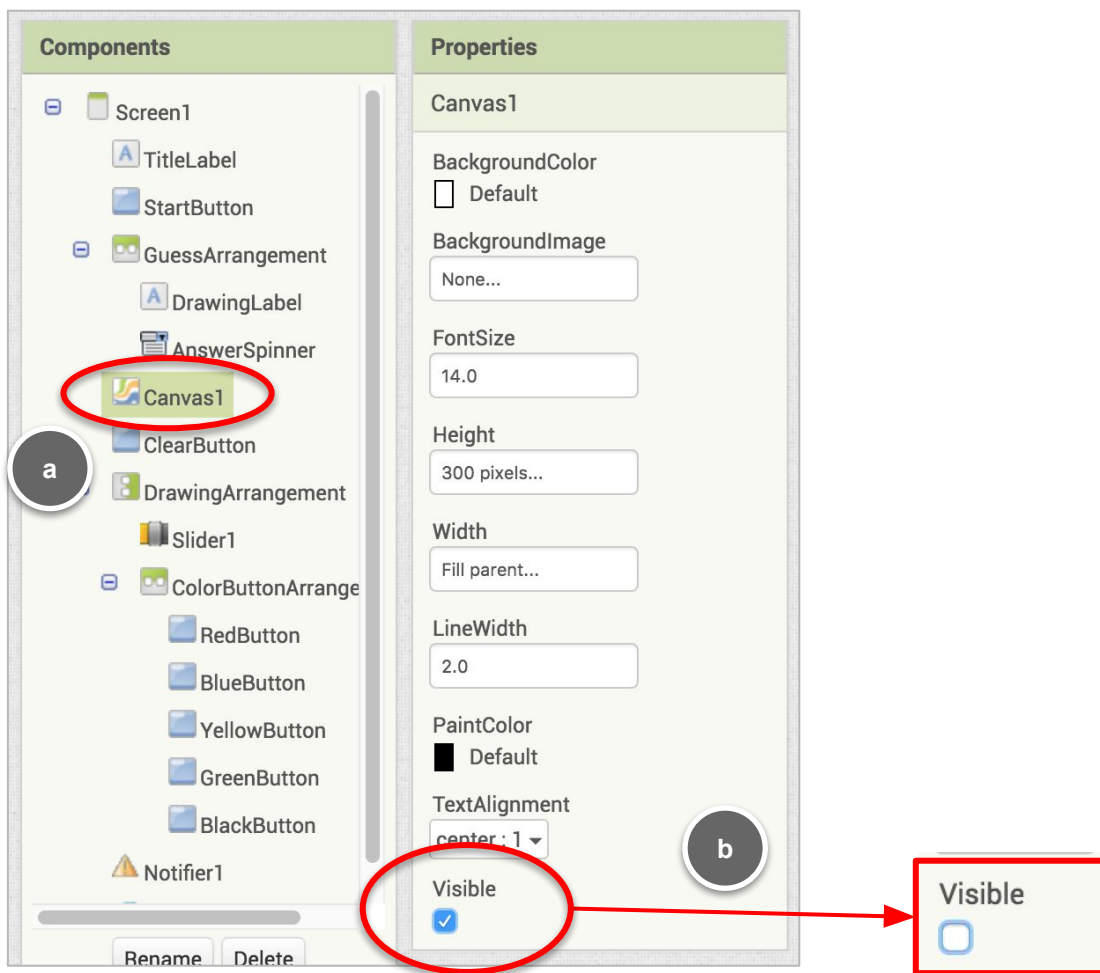 Components
Screen1
TitleLabel
StartButton
GuessArrangement
DrawingLabel
AnswerSpinner
Canvas1
ClearButton
a
DrawingArrangement
Slider1
ColorButtonArrange
RedButton
BlueButton
YellowButton
GreenButton
BlackButton
Notifier1
Rename Delete
Properties
Canvas1
BackgroundColor
Default
BackgroundImage
None...
FontSize
14.0
Height
300 pixels...
Width
Fill parent...
LineWidth
2.0
PaintColor
Default
TextAlignment
center : 1
b
Visible
Visible